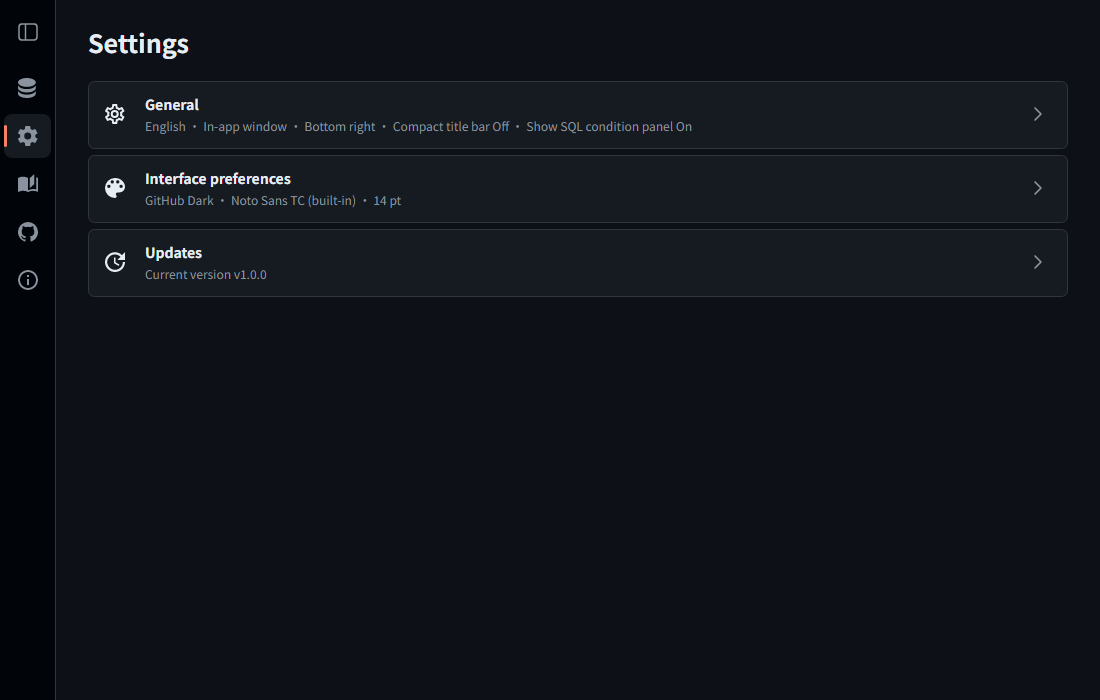 Settings
General
English • In-app window • Bottom right • Compact title bar Off • Show SQL condition panel On
Interface preferences
GitHub Dark • Noto Sans TC (built-in) • 14 pt
Updates
Current version v1.0.0